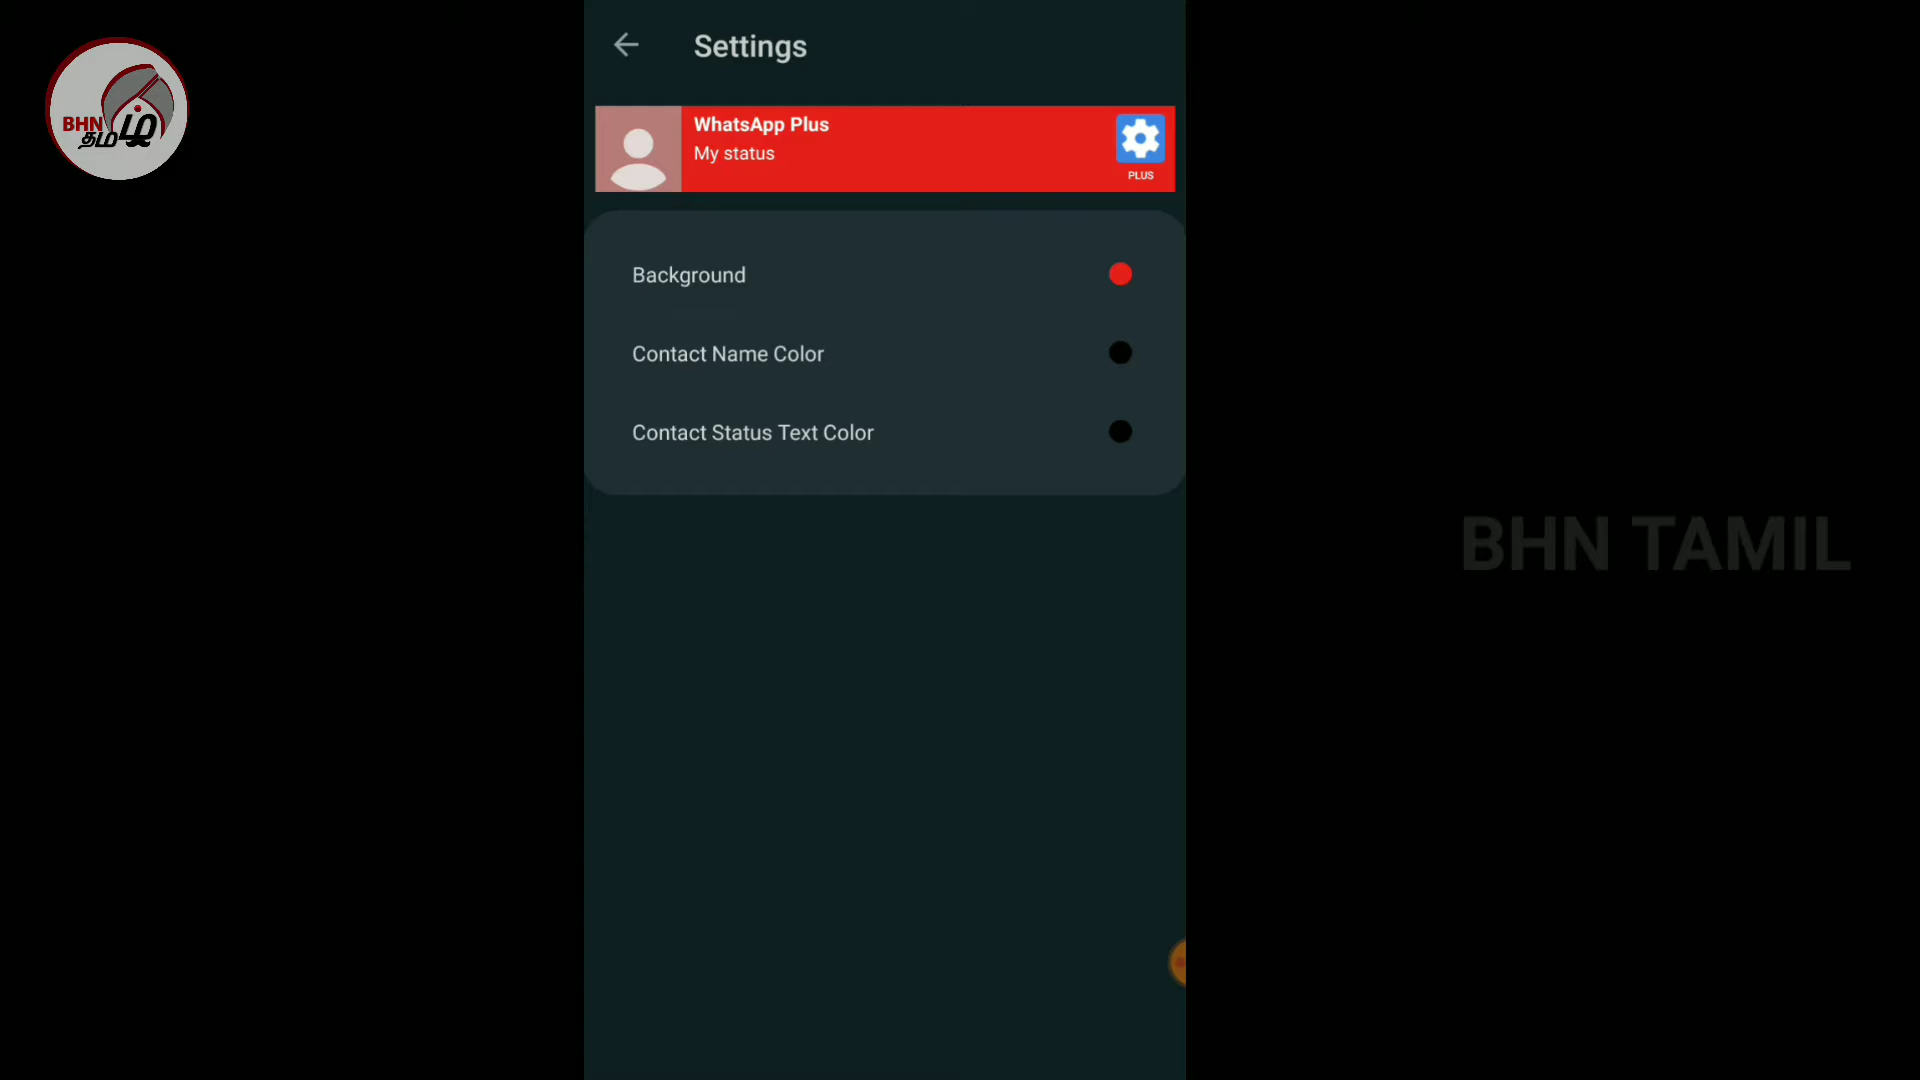 BHN
தமிழ்
Settings
WhatsApp Plus
My status
PLUS
Background
Contact Name Color
Contact Status Text Color
BHN TAMIL